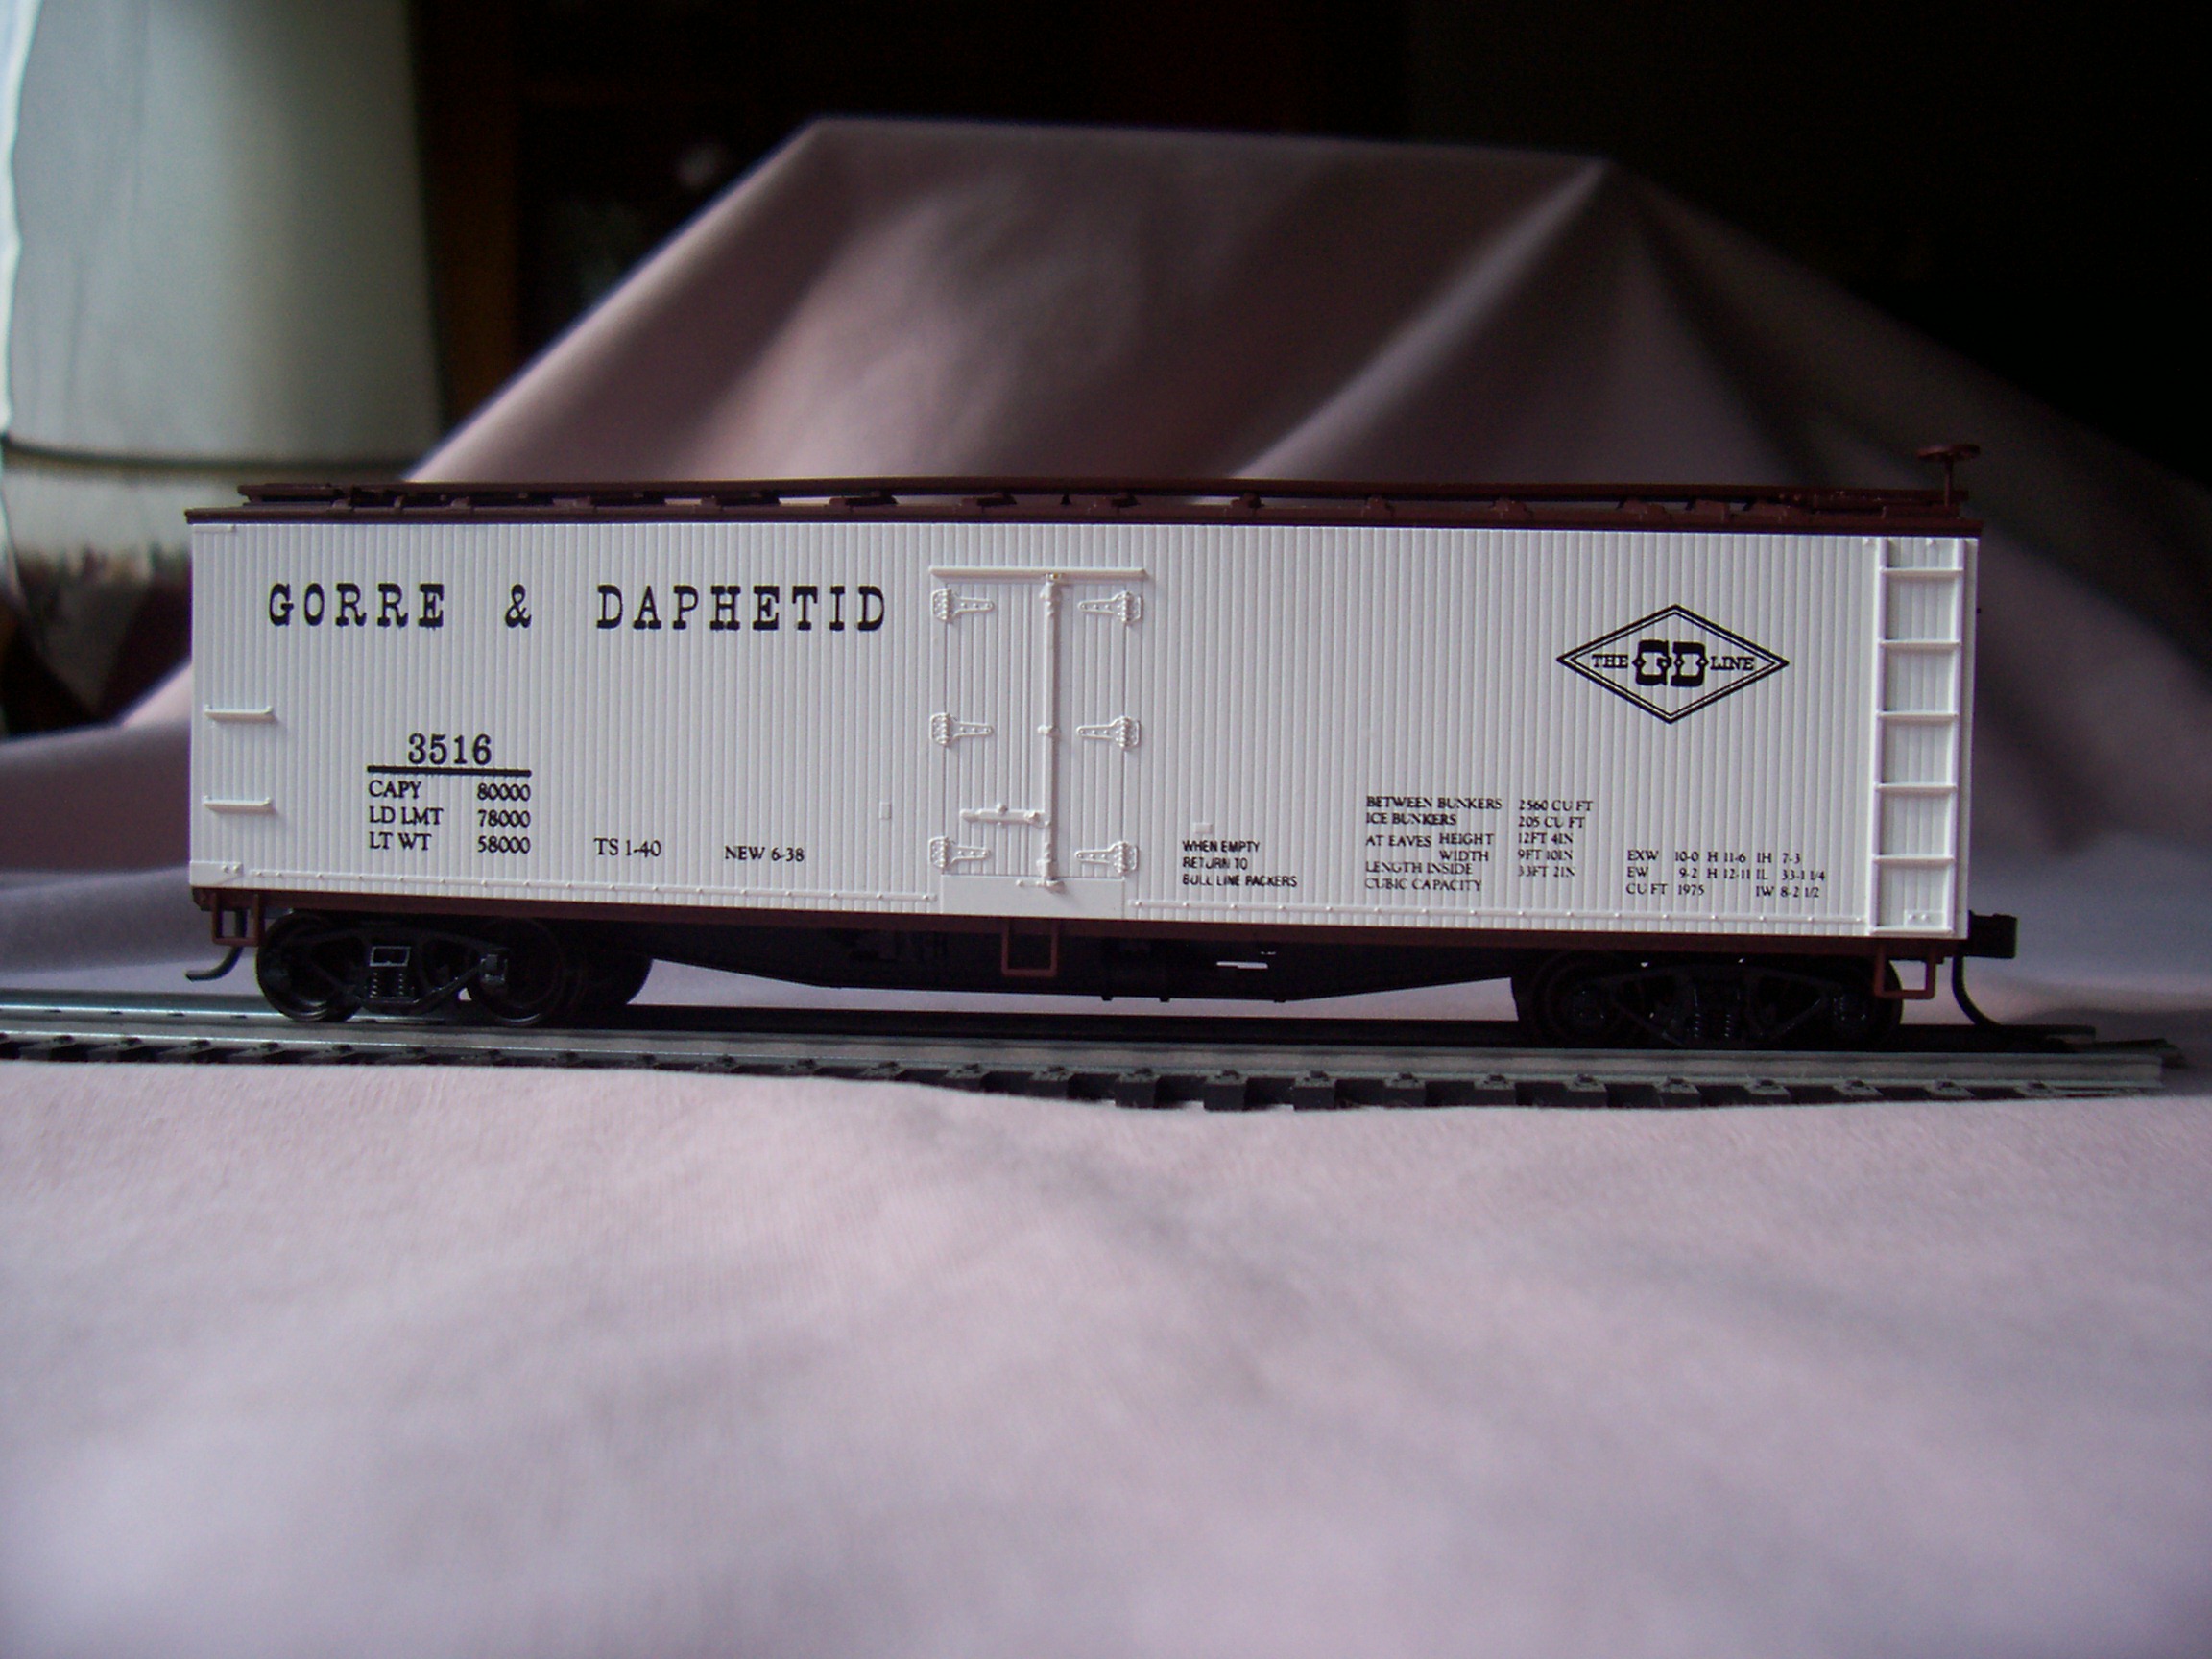 GORRE & DAPHETID
THE GD LINE
3516
CAPY 80000
LD LMT 78000
LT WT 58000
TS 1-40 NEW 6-38
WHEN EMPTY
RETURN TO
BULL LINE PACKERS
BETWEEN BUNKERS 2560 CU FT
ICE BUNKERS 205 CU FT
AT EAVES HEIGHT 12FT 4IN
WIDTH 9FT 10IN
LENGTH INSIDE 33FT 2IN
CUBIC CAPACITY
EXW 10-0 H 11-6 IH 7-3
EW 9-2 H 12-11 IL 33-1 1/4
CU FT 1975 IW 8-2 1/2